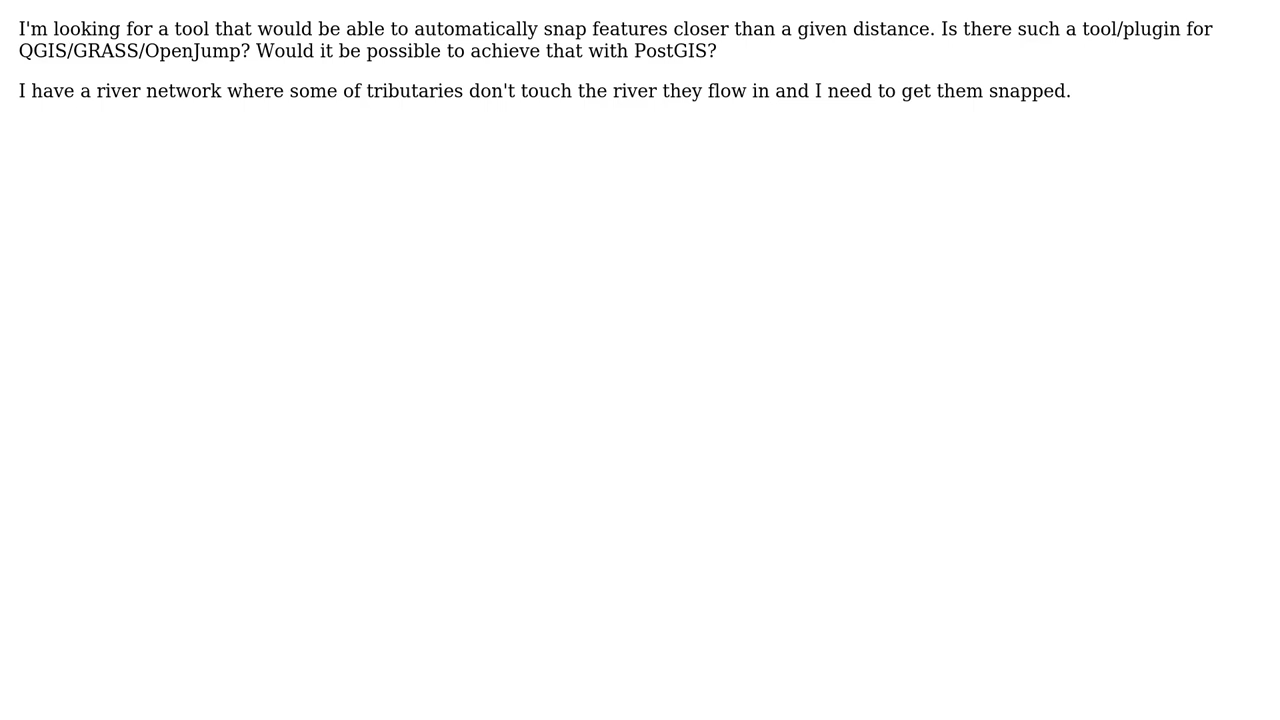 I'm looking for a tool that would be able to automatically snap features closer than a given distance. Is there such a tool/plugin for
QGIS/GRASS/OpenJump? Would it be possible to achieve that with PostGIS?
I have a river network where some of tributaries don't touch the river they flow in and I need to get them snapped.